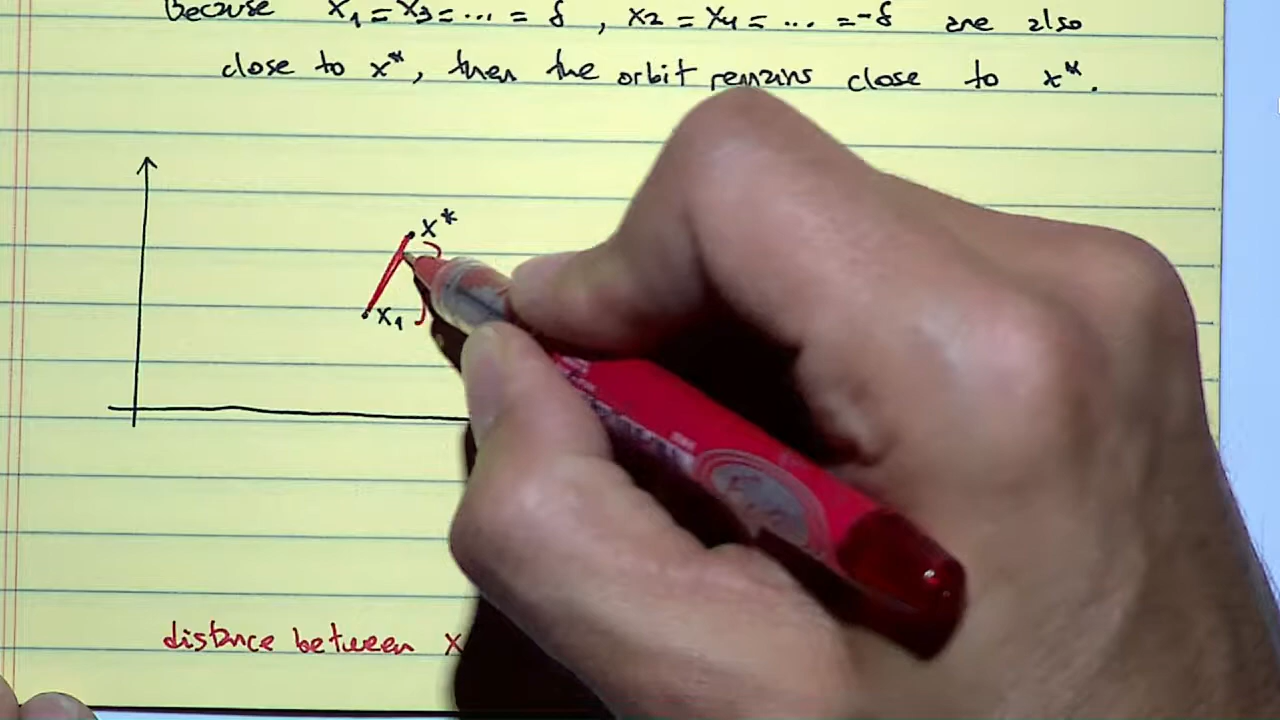 Because x₁ = x₃ = ... = δ , x₂ = x₄ = ... = -δ are also
close to x*, then the orbit remains close to x*.
x*
x₁
distance between x